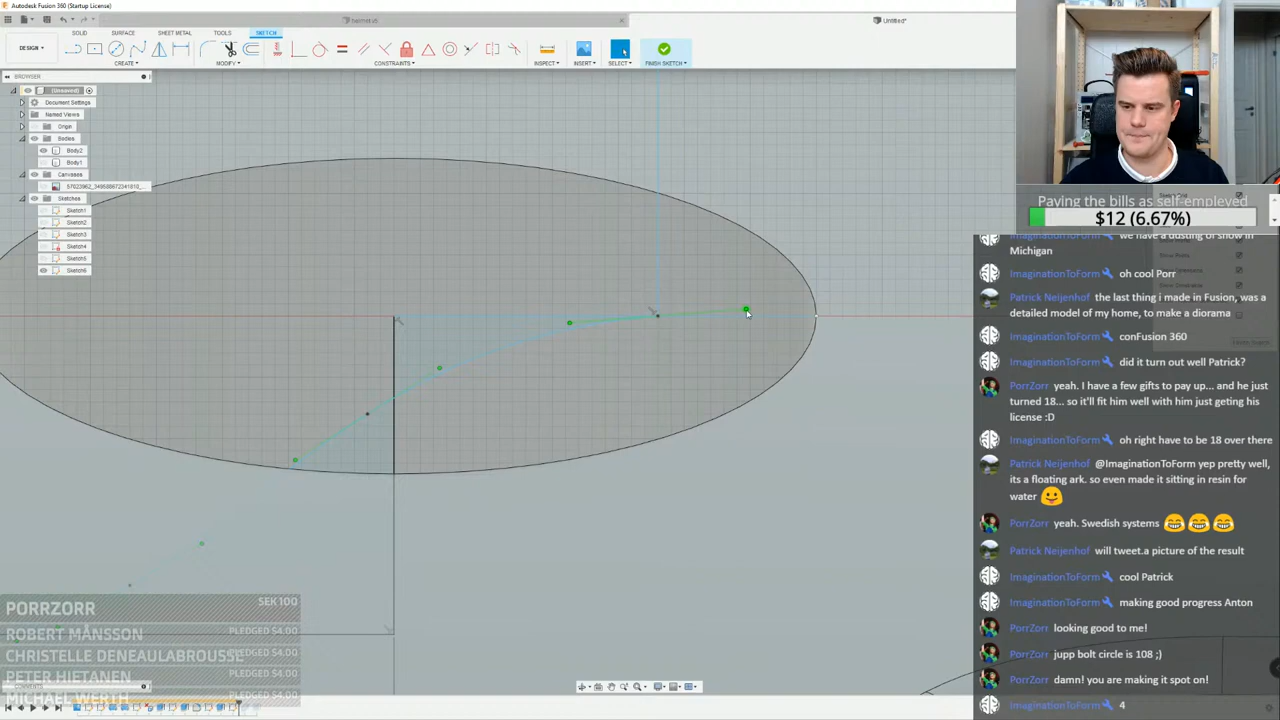 Autodesk Fusion 360 (Startup License)
Untitled*
SOLID
SURFACE
SHEET METAL
TOOLS
SKETCH
DESIGN
CREATE
MODIFY
CONSTRAINTS
INSPECT
INSERT
SELECT
FINISH SKETCH
BROWSER
(Unsaved)
Document Settings
Named Views
Origin
Bodies
Body2
Body1
Canvases
Sketches
Sketch1
Sketch2
Sketch3
Sketch4
Sketch5
Sketch6
Paying the bills as self-employed
$12 (6.67%)
ImaginationToForm we have a dusting of snow in
Michigan
ImaginationToForm oh cool Porr
Patrick Neijenhof the last thing i made in Fusion, was a
detailed model of my home, to make a diorama
ImaginationToForm conFusion 360
ImaginationToForm did it turn out well Patrick?
PorrZorr yeah. I have a few gifts to pay up... and he just
turned 18... so it'll fit him well with him just geting his
license :D
ImaginationToForm oh right have to be 18 over there
Patrick Neijenhof @ImaginationToForm yep pretty well,
its a floating ark. so even made it sitting in resin for
water 😛
PorrZorr yeah. Swedish systems 😂😂😂
Patrick Neijenhof will tweet.a picture of the result
ImaginationToForm cool Patrick
ImaginationToForm making good progress Anton
PorrZorr looking good to me!
PorrZorr jupp bolt circle is 108 ;)
PorrZorr damn! you are making it spot on!
ImaginationToForm 4
PORRZORR SEK100
ROBERT MÅNSSON PLEDGED $4.00
CHRISTELLE DENEAULABROUSSE PLEDGED $4.00
PETER HIETANEN PLEDGED $4.00
MICHAEL WERTH PLEDGED $4.00
COMMENTS